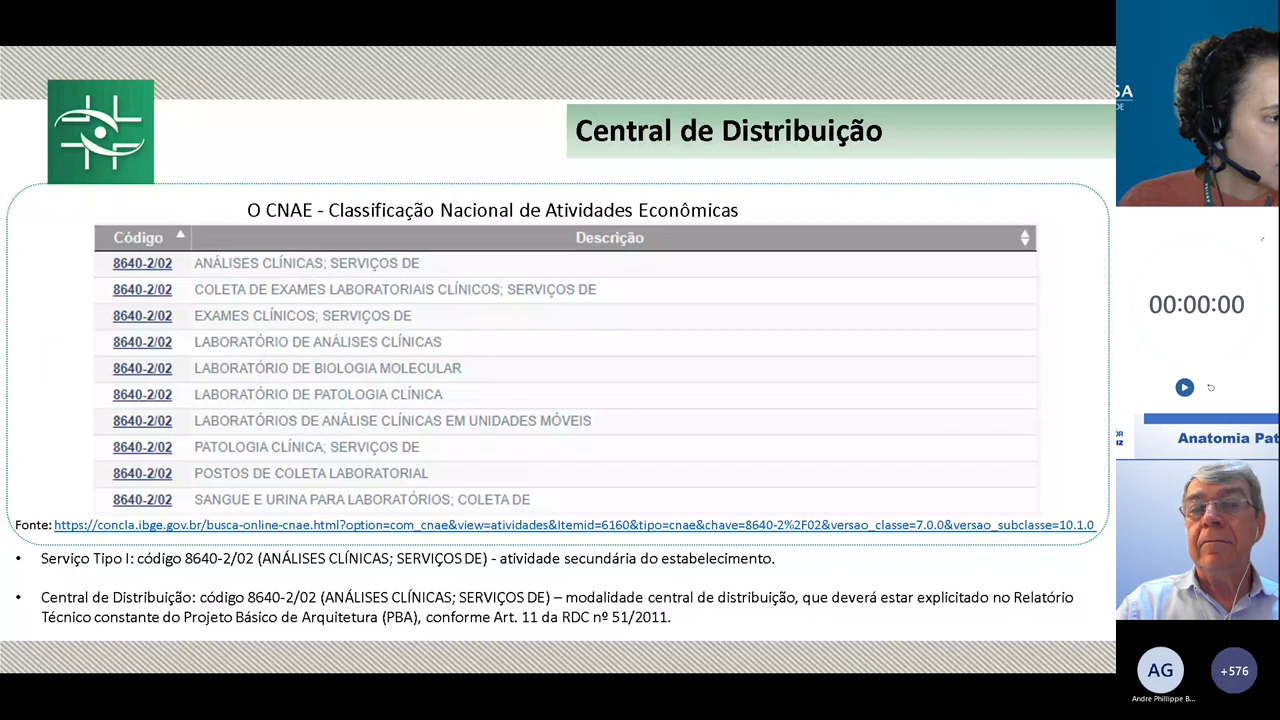 Central de Distribuição
O CNAE - Classificação Nacional de Atividades Econômicas
Código Descrição
8640-2/02 ANÁLISES CLÍNICAS; SERVIÇOS DE
8640-2/02 COLETA DE EXAMES LABORATORIAIS CLÍNICOS; SERVIÇOS DE
8640-2/02 EXAMES CLÍNICOS; SERVIÇOS DE
8640-2/02 LABORATÓRIO DE ANÁLISES CLÍNICAS
8640-2/02 LABORATÓRIO DE BIOLOGIA MOLECULAR
8640-2/02 LABORATÓRIO DE PATOLOGIA CLÍNICA
8640-2/02 LABORATÓRIOS DE ANÁLISE CLÍNICAS EM UNIDADES MÓVEIS
8640-2/02 PATOLOGIA CLÍNICA; SERVIÇOS DE
8640-2/02 POSTOS DE COLETA LABORATORIAL
8640-2/02 SANGUE E URINA PARA LABORATÓRIOS; COLETA DE
Fonte: https://concla.ibge.gov.br/busca-online-cnae.html?option=com_cnae&view=atividades&Itemid=6160&tipo=cnae&chave=8640-2%2F02&versao_classe=7.0.0&versao_subclasse=10.1.0
• Serviço Tipo I: código 8640-2/02 (ANÁLISES CLÍNICAS; SERVIÇOS DE) - atividade secundária do estabelecimento.
• Central de Distribuição: código 8640-2/02 (ANÁLISES CLÍNICAS; SERVIÇOS DE) – modalidade central de distribuição, que deverá estar explicitado no Relatório
Técnico constante do Projeto Básico de Arquitetura (PBA), conforme Art. 11 da RDC nº 51/2011.
SA
DE
00:00:00
IZ
Anatomia Pat
AG
+576
Andre Phillippe B...